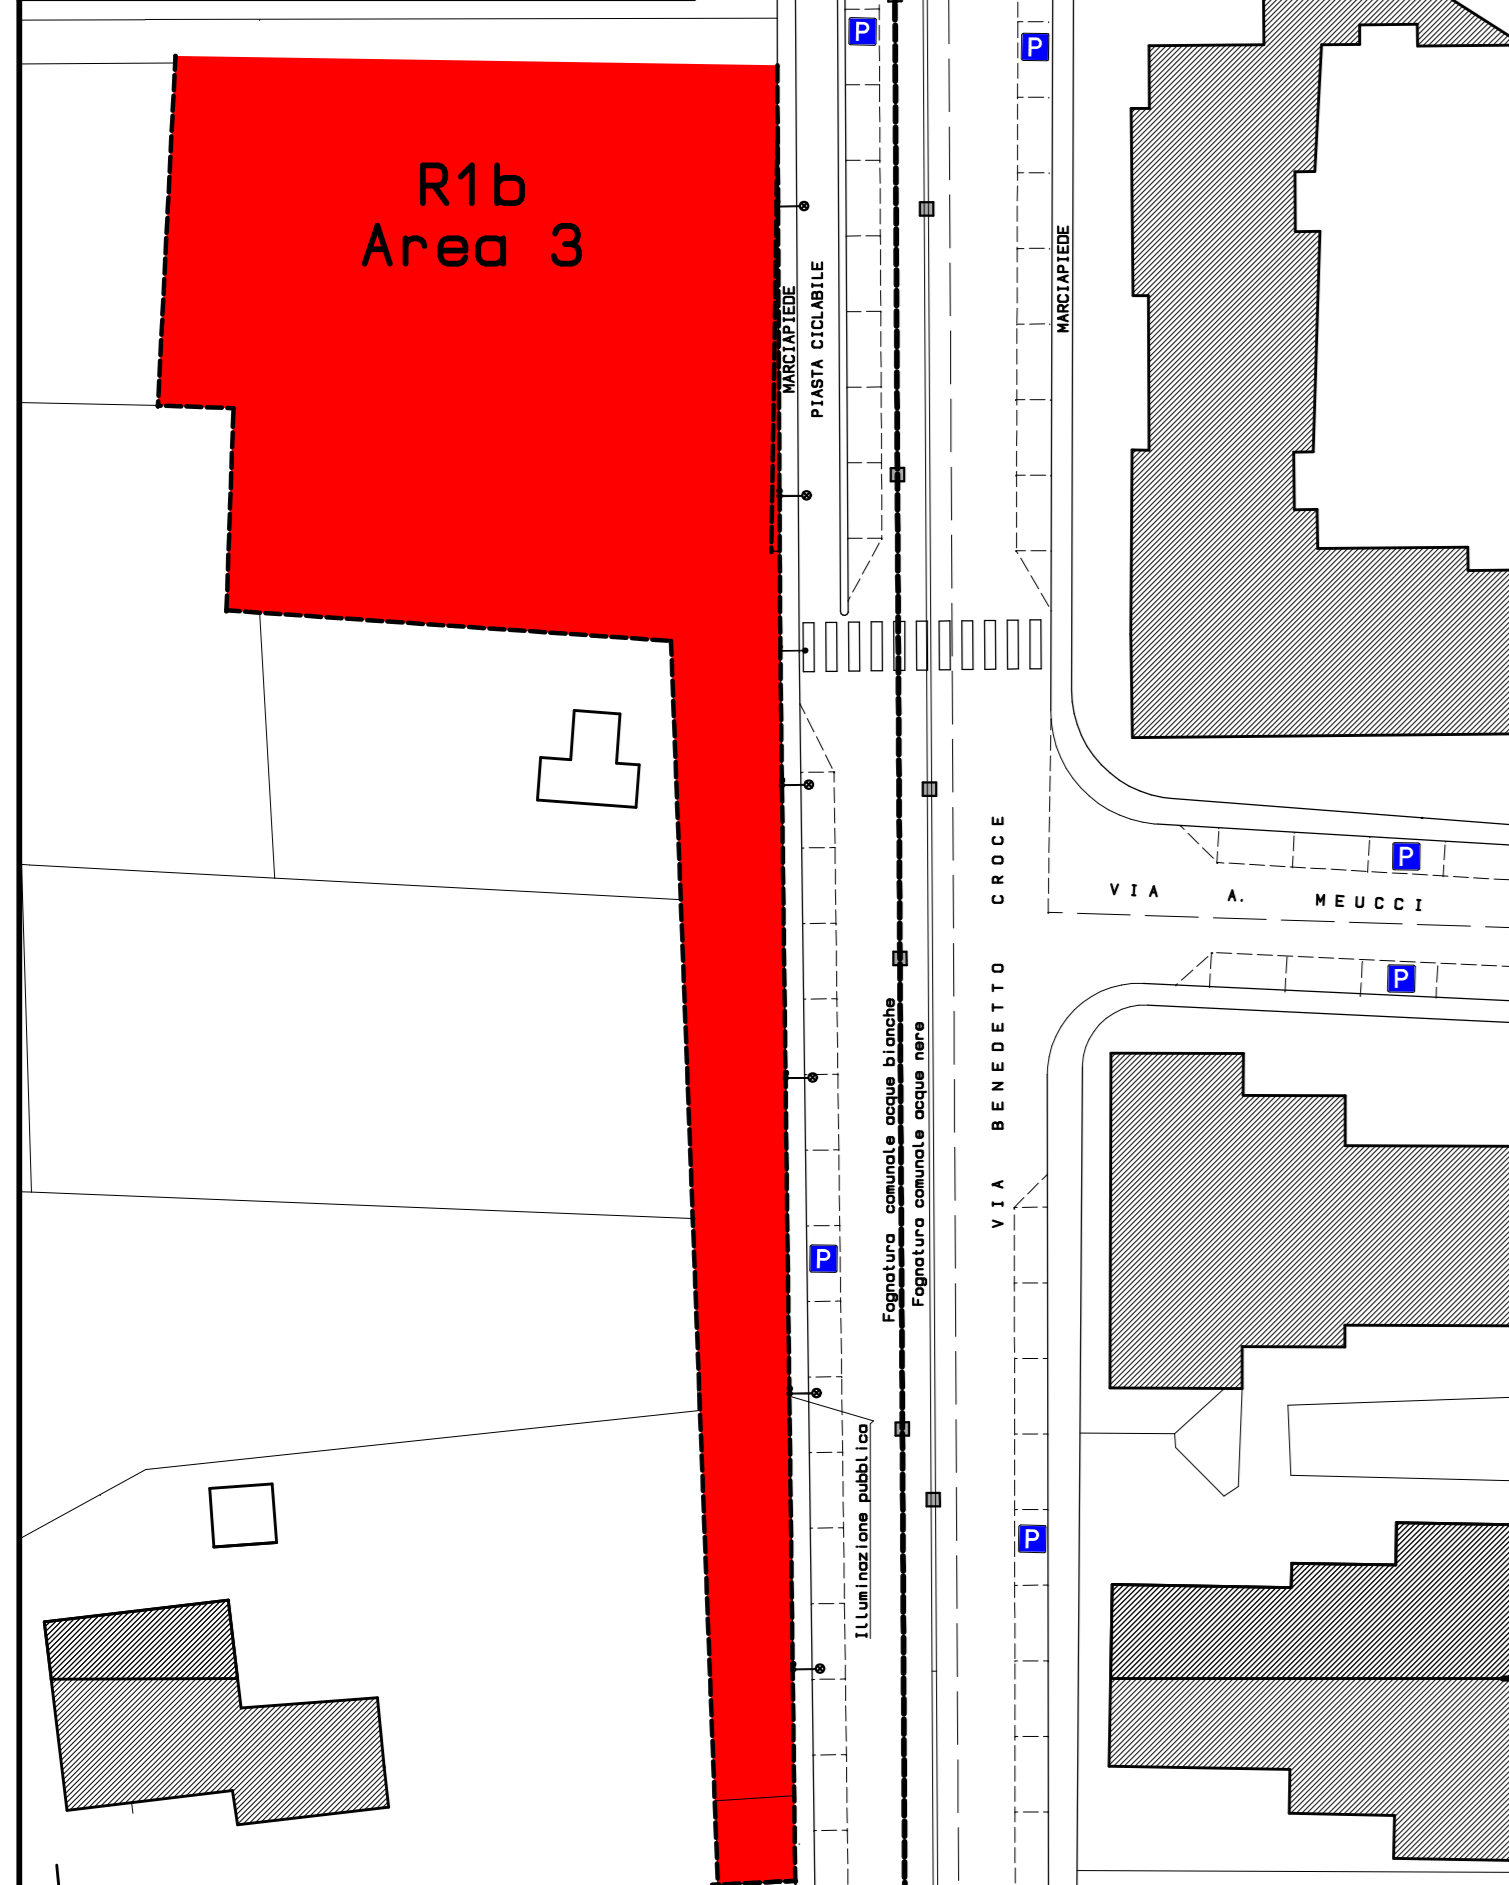 P
P
R1b
Area 3
MARCIAPIEDE
PIASTA CICLABILE
MARCIAPIEDE
VIA BENEDETTO CROCE
P
VIA A. MEUCCI
P
Fognatura comunale acque bianche
Fognatura comunale acque nere
P
Illuminazione pubblica
P